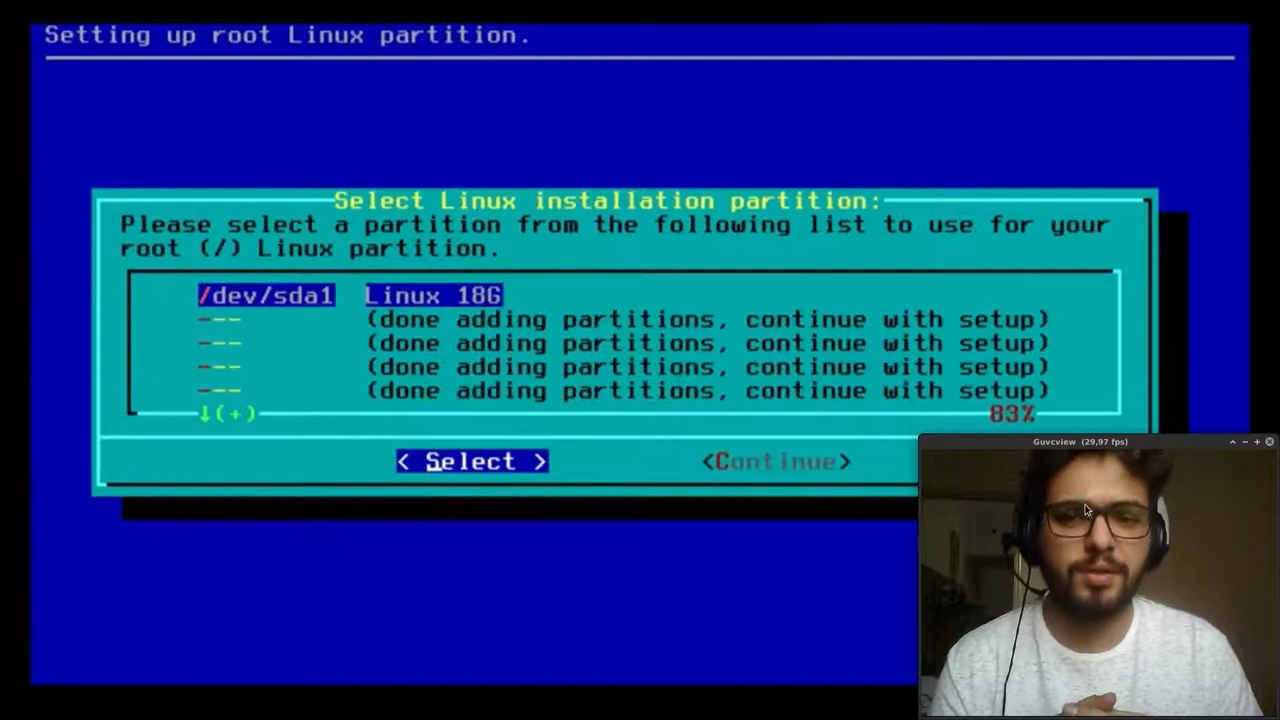 Setting up root Linux partition.
Select Linux installation partition:
Please select a partition from the following list to use for your
root (/) Linux partition.
/dev/sda1 Linux 18G
--- (done adding partitions, continue with setup)
--- (done adding partitions, continue with setup)
--- (done adding partitions, continue with setup)
--- (done adding partitions, continue with setup)
↓(+) 83%
< Select > <Continue>
Guvcview (29,97 fps)